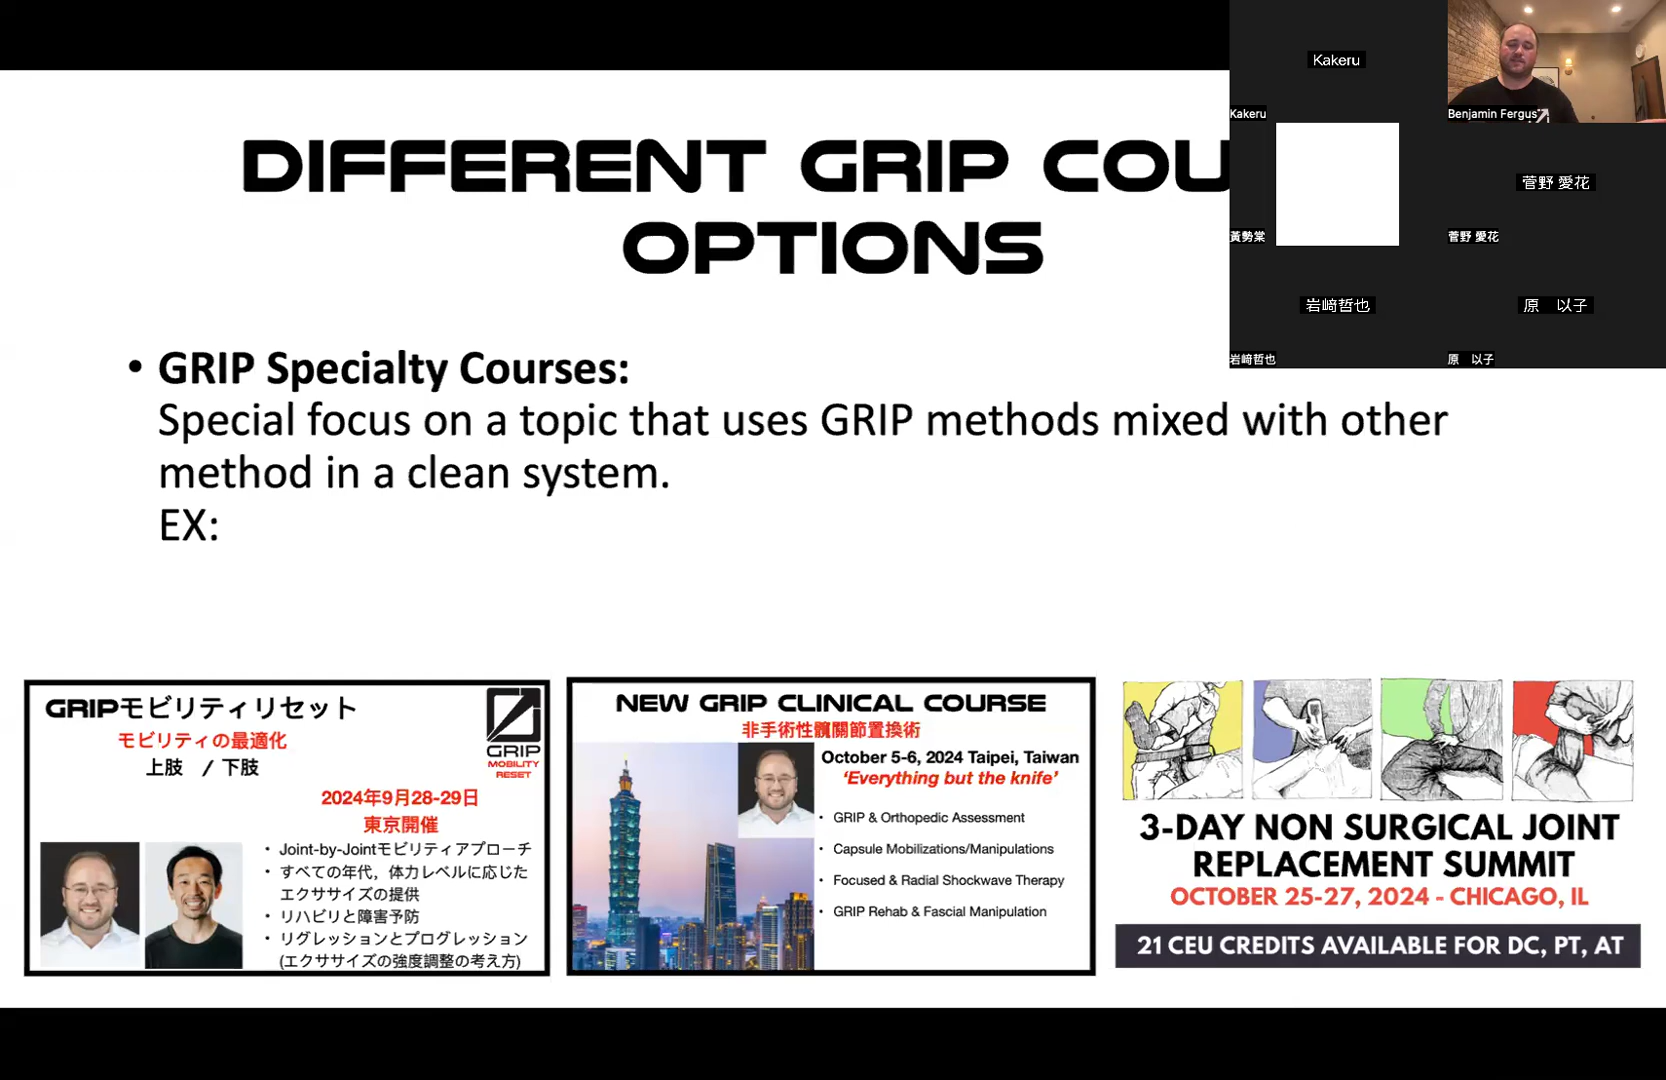 DIFFERENT GRIP COU
OPTIONS
• GRIP Specialty Courses:
Special focus on a topic that uses GRIP methods mixed with other
method in a clean system.
EX:
Kakeru
Kakeru
Benjamin Fergus
黃勢棠
菅野 愛花
菅野 愛花
岩﨑哲也
岩﨑哲也
原　以子
原　以子
GRIPモビリティリセット
モビリティの最適化
上肢　/ 下肢
GRIP
MOBILITY
RESET
2024年9月28-29日
東京開催
• Joint-by-Jointモビリティアプローチ
• すべての年代，体力レベルに応じた
エクササイズの提供
• リハビリと障害予防
• リグレッションとプログレッション
(エクササイズの強度調整の考え方)
NEW GRIP CLINICAL COURSE
非手術性髖關節置換術
October 5-6, 2024 Taipei, Taiwan
‘Everything but the knife’
• GRIP & Orthopedic Assessment
• Capsule Mobilizations/Manipulations
• Focused & Radial Shockwave Therapy
• GRIP Rehab & Fascial Manipulation
3-DAY NON SURGICAL JOINT
REPLACEMENT SUMMIT
OCTOBER 25-27, 2024 - CHICAGO, IL
21 CEU CREDITS AVAILABLE FOR DC, PT, AT